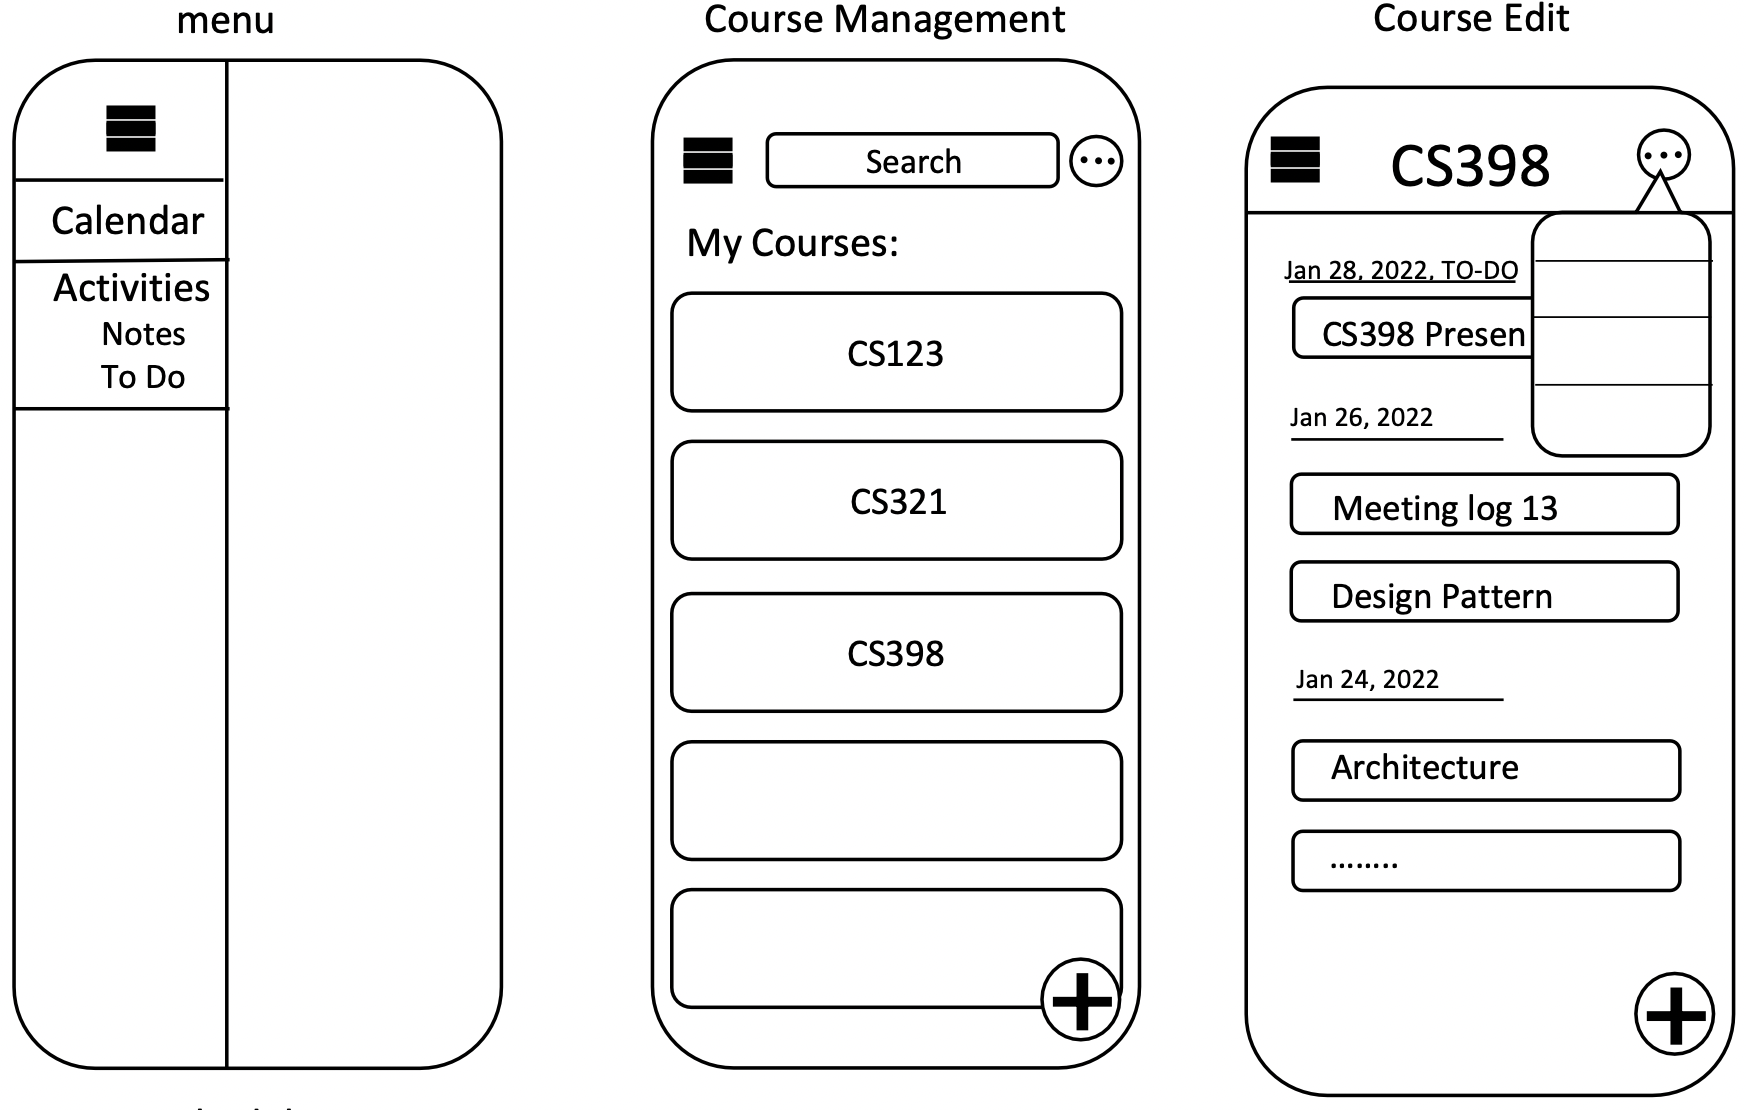 menu
Calendar
Activities
Notes
To Do
Course Management
Search
My Courses:
CS123
CS321
CS398
Course Edit
CS398
Jan 28, 2022, TO-DO
CS398 Presen
Jan 26, 2022
Meeting log 13
Design Pattern
Jan 24, 2022
Architecture
........